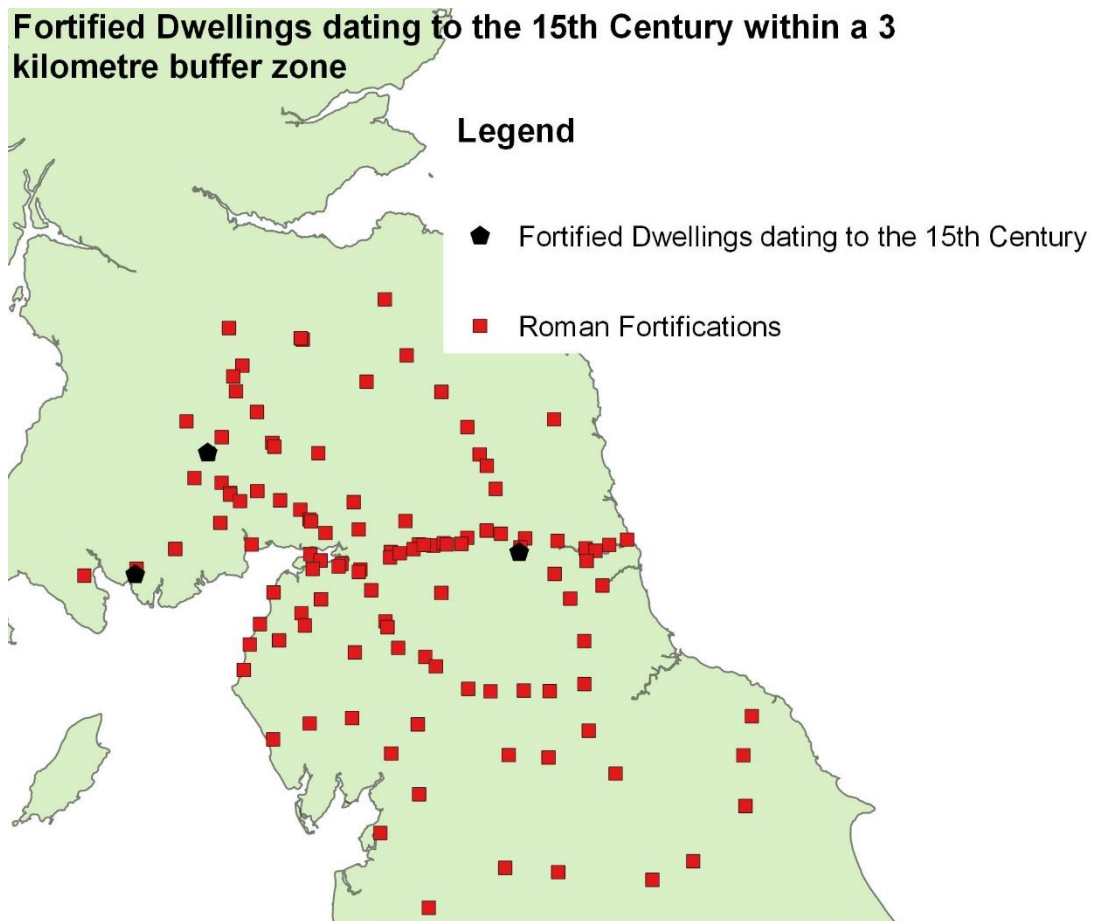 Fortified Dwellings dating to the 15th Century within a 3
kilometre buffer zone
Legend
Fortified Dwellings dating to the 15th Century
Roman Fortifications